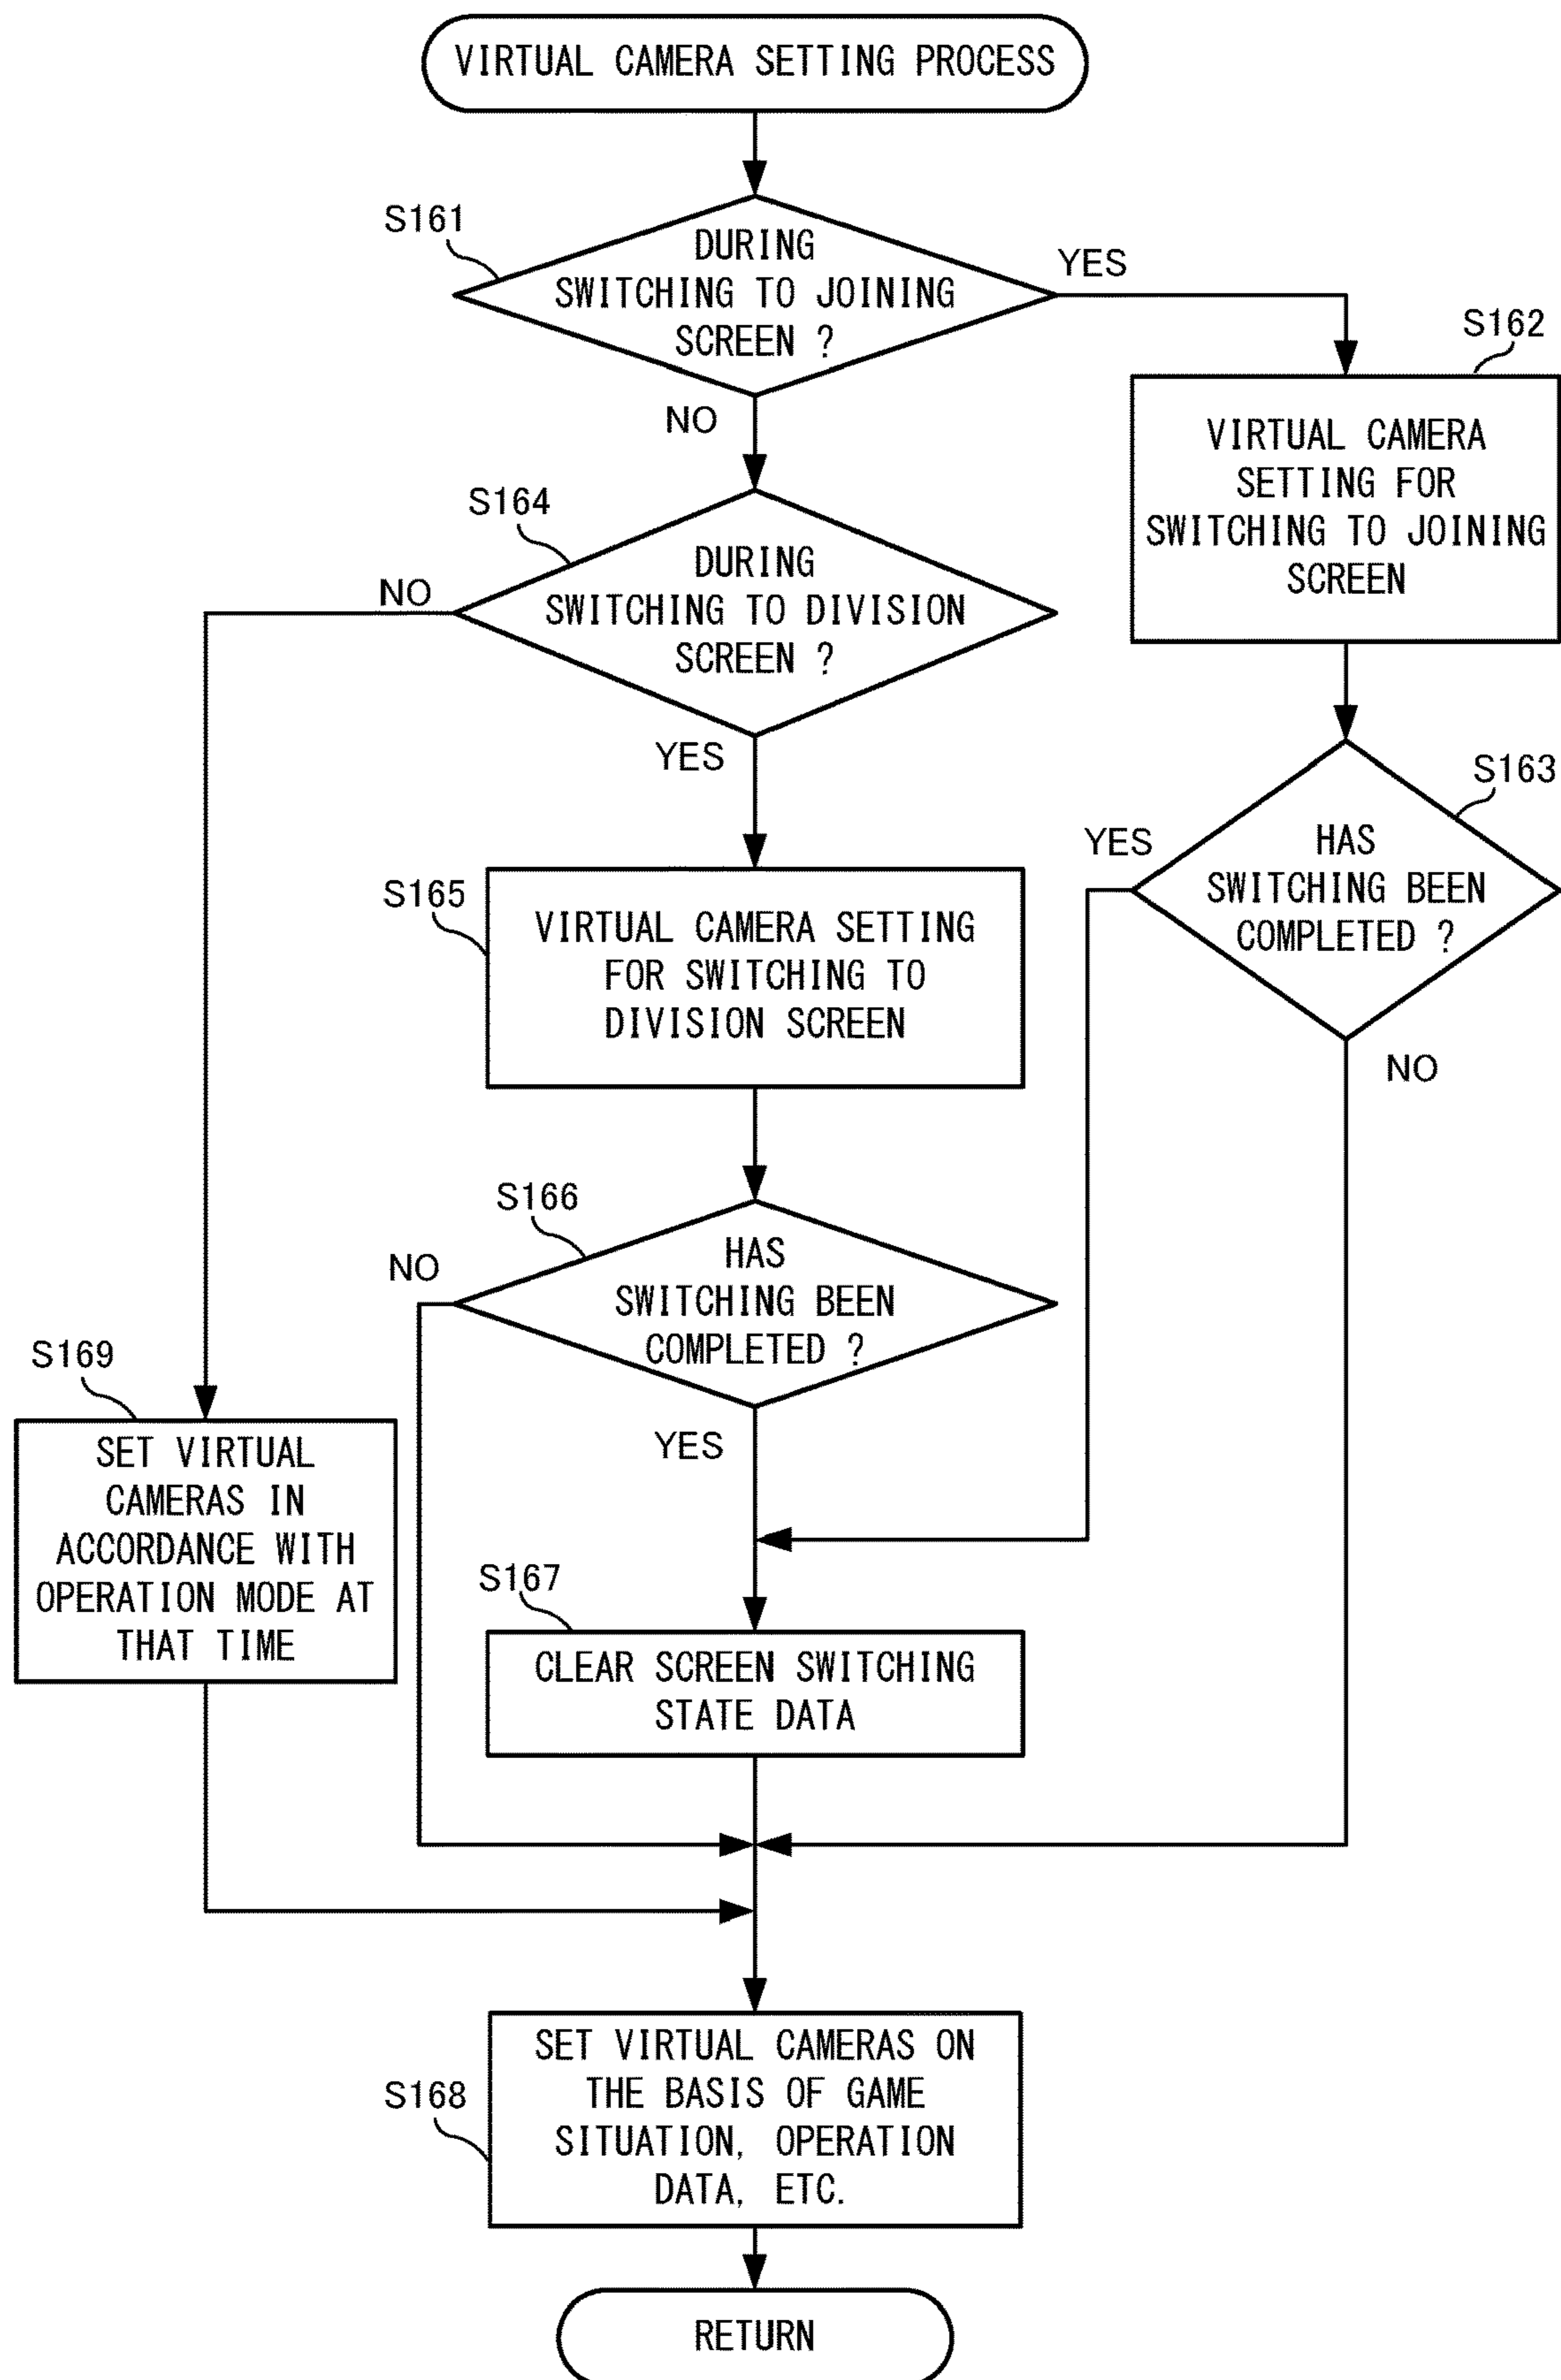 VIRTUAL CAMERA SETTING PROCESS
S161
DURING
SWITCHING TO JOINING
SCREEN ?
YES
NO
S162
VIRTUAL CAMERA
SETTING FOR
SWITCHING TO JOINING
SCREEN
S164
DURING
SWITCHING TO DIVISION
SCREEN ?
NO
YES
S163
HAS
SWITCHING BEEN
COMPLETED ?
YES
NO
S165
VIRTUAL CAMERA SETTING
FOR SWITCHING TO
DIVISION SCREEN
S166
HAS
SWITCHING BEEN
COMPLETED ?
NO
YES
S169
SET VIRTUAL
CAMERAS IN
ACCORDANCE WITH
OPERATION MODE AT
THAT TIME
S167
CLEAR SCREEN SWITCHING
STATE DATA
S168
SET VIRTUAL CAMERAS ON
THE BASIS OF GAME
SITUATION, OPERATION
DATA, ETC.
RETURN